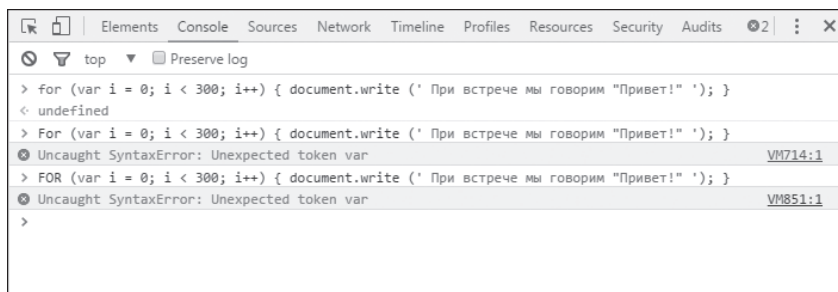 Elements Console Sources Network Timeline Profiles Resources Security Audits 2
top Preserve log
> for (var i = 0; i < 300; i++) { document.write (' При встрече мы говорим "Привет!" '); }
undefined
> For (var i = 0; i < 300; i++) { document.write (' При встрече мы говорим "Привет!" '); }
Uncaught SyntaxError: Unexpected token var VM714:1
> FOR (var i = 0; i < 300; i++) { document.write (' При встрече мы говорим "Привет!" '); }
Uncaught SyntaxError: Unexpected token var VM851:1
>